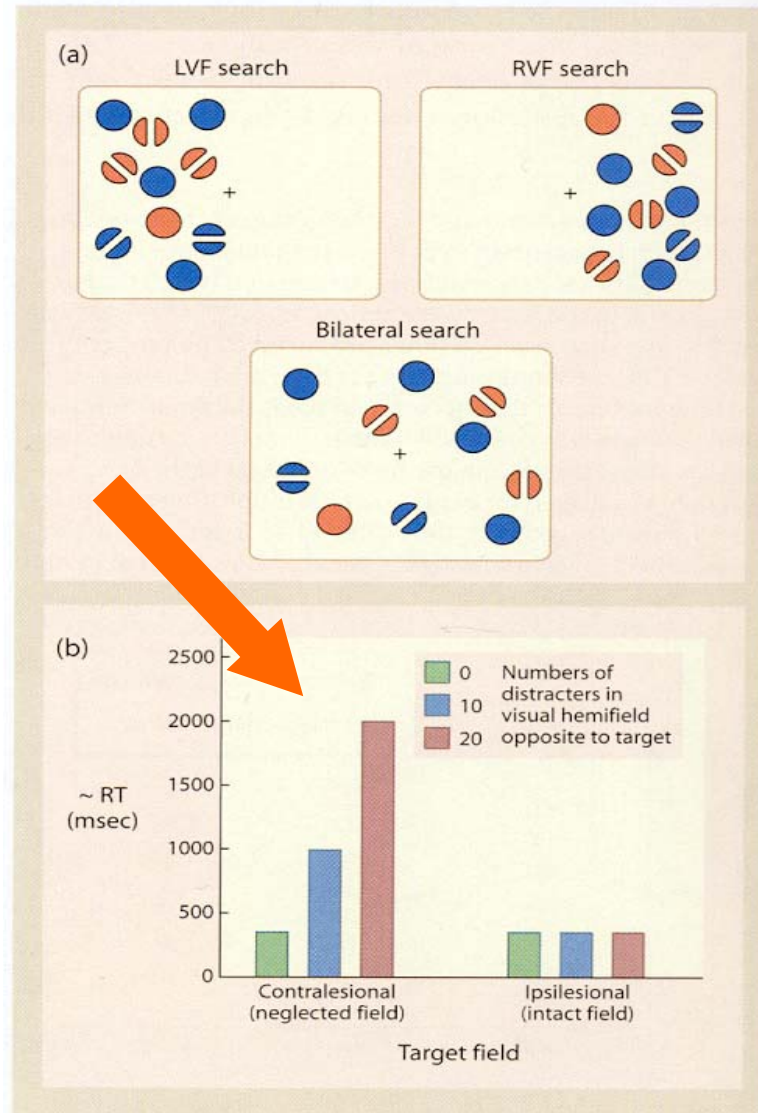 (a)
LVF search
RVF search
+
+
Bilateral search
+
(b)
2500
2000
1500
1000
500
0
~ RT
(msec)
0 Numbers of
10 distracters in
visual hemifield
20 opposite to target
Contralesional
(neglected field)
Ipsilesional
(intact field)
Target field